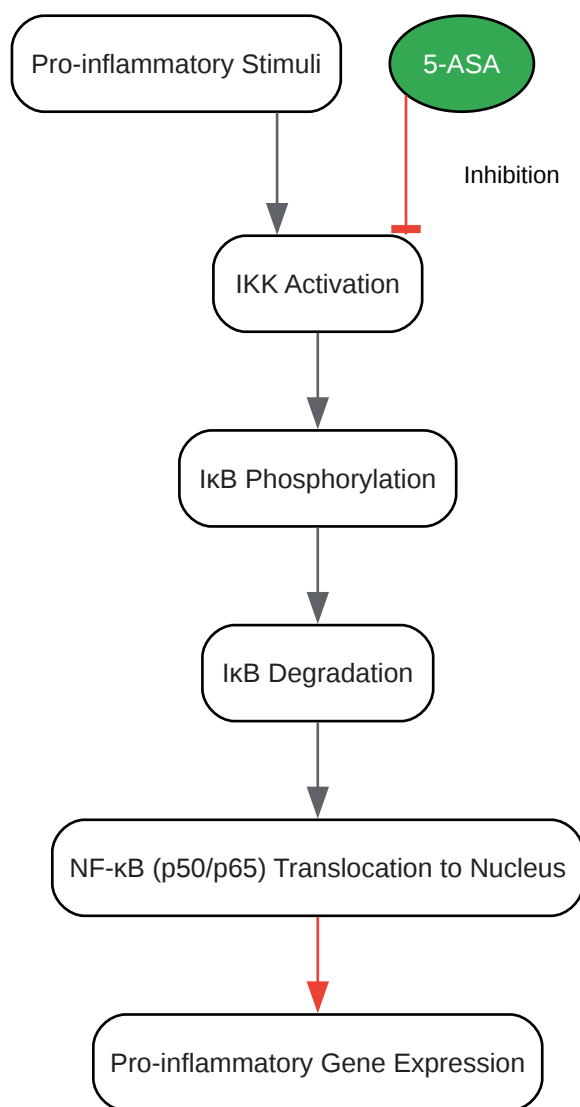 Pro-inflammatory Stimuli
5-ASA
Inhibition
IKK Activation
IκB Phosphorylation
IκB Degradation
NF-κB (p50/p65) Translocation to Nucleus
Pro-inflammatory Gene Expression